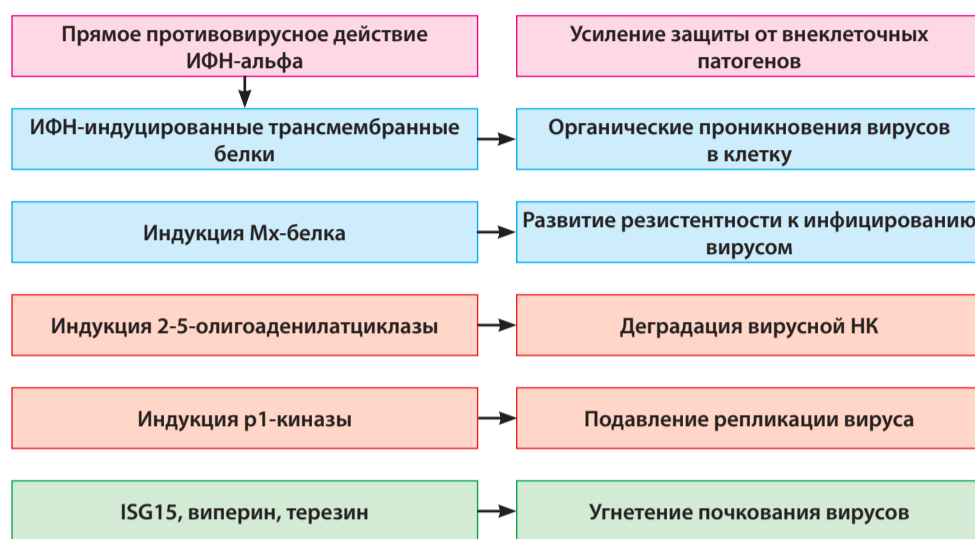 Прямое противовирусное действие
ИФН-альфа
Усиление защиты от внеклеточных
патогенов
ИФН-индуцированные трансмембранные
белки
Органические проникновения вирусов
в клетку
Индукция Мх-белка
Развитие резистентности к инфицированию
вирусом
Индукция 2-5-олигоаденилатциклазы
Деградация вирусной НК
Индукция р1-киназы
Подавление репликации вируса
ISG15, виперин, терезин
Угнетение почкования вирусов